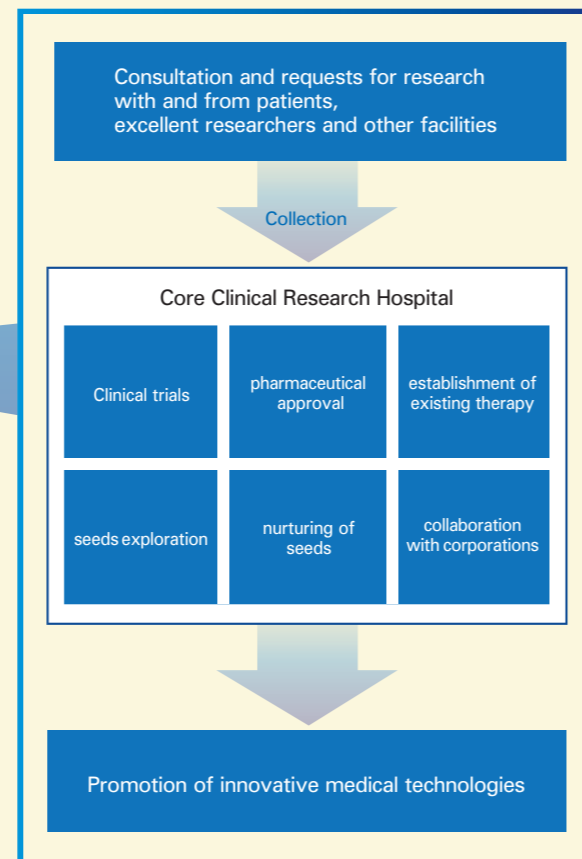 Consultation and requests for research
with and from patients,
excellent researchers and other facilities
Collection
Core Clinical Research Hospital
Clinical trials
pharmaceutical
approval
establishment of
existing therapy
seeds exploration
nurturing of
seeds
collaboration
with corporations
Promotion of innovative medical technologies